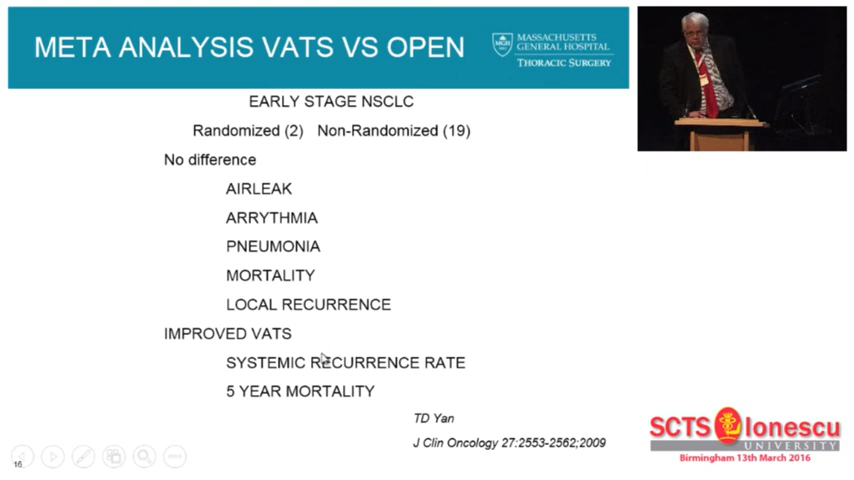 META ANALYSIS VATS VS OPEN
MASSACHUSETTS
GENERAL HOSPITAL
THORACIC SURGERY
EARLY STAGE NSCLC
Randomized (2) Non-Randomized (19)
No difference
AIRLEAK
ARRYTHMIA
PNEUMONIA
MORTALITY
LOCAL RECURRENCE
IMPROVED VATS
SYSTEMIC RECURRENCE RATE
5 YEAR MORTALITY
TD Yan
J Clin Oncology 27:2553-2562;2009
SCTS Ionescu
UNIVERSITY
Birmingham 13th March 2016
16